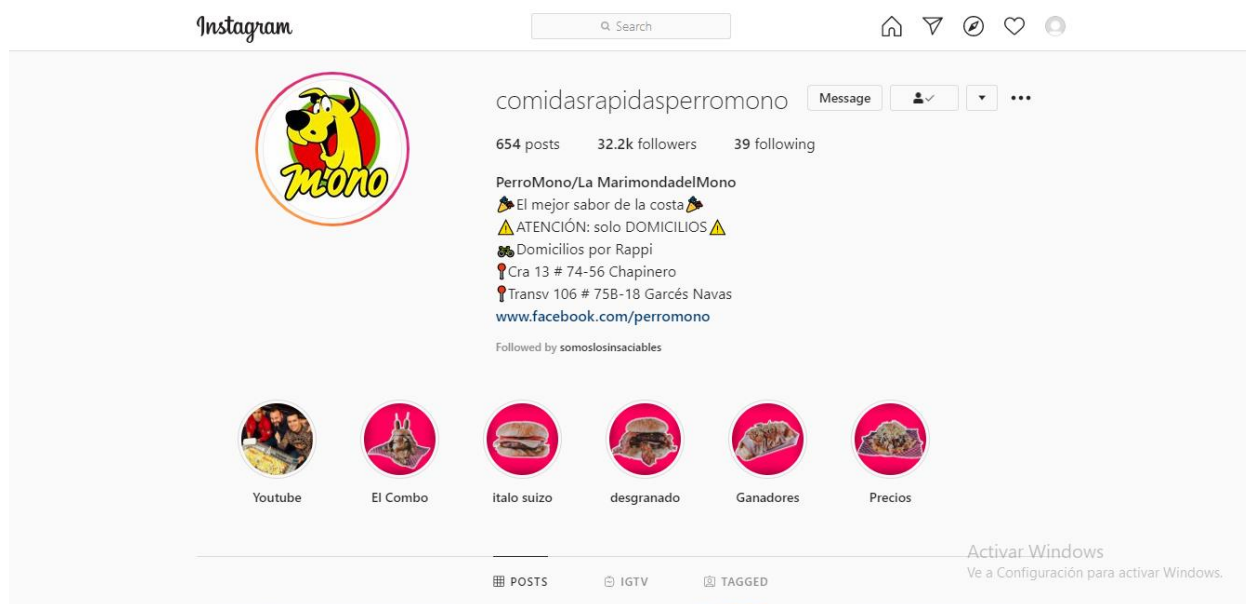 Instagram
Search
mono
comidasrapidasperromono Message
654 posts 32.2k followers 39 following
PerroMono/La MarimondadelMono
El mejor sabor de la costa
ATENCIÓN: solo DOMICILIOS
Domicilios por Rappi
Cra 13 # 74-56 Chapinero
Transv 106 # 75B-18 Garcés Navas
www.facebook.com/perromono
Followed by somoslosinsaciables
Youtube El Combo italo suizo desgranado Ganadores Precios
POSTS IGTV TAGGED
Activar Windows
Ve a Configuración para activar Windows.